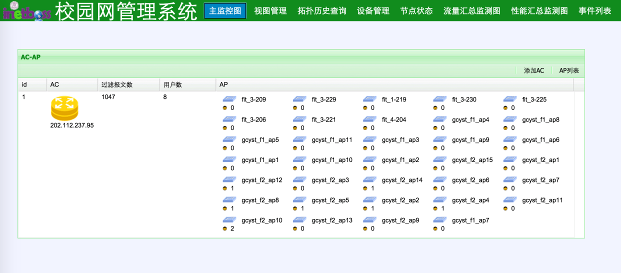 校园网管理系统
主监控图 视图管理 拓扑历史查询 设备管理 节点状态 流量汇总监测图 性能汇总监测图 事件列表
AC-AP
添加AC AP列表
id AC 过滤报文数 用户数 AP
1 202.112.237.95 1047 8
fit_3-209 fit_3-229 fit_1-219 fit_3-230 fit_3-225
0 0 0 0 0
fit_3-206 fit_3-221 fit_4-204 gcyst_f1_ap4 gcyst_f1_ap8
0 0 0 0 0
gcyst_f1_ap5 gcyst_f1_ap11 gcyst_f1_ap3 gcyst_f1_ap9 gcyst_f1_ap6
0 0 0 0 0
gcyst_f1_ap1 gcyst_f1_ap10 gcyst_f1_ap2 gcyst_f2_ap15 gcyst_f2_ap1
0 0 0 0 0
gcyst_f2_ap12 gcyst_f2_ap3 gcyst_f2_ap14 gcyst_f2_ap6 gcyst_f2_ap7
1 0 1 0 0
gcyst_f2_ap8 gcyst_f2_ap5 gcyst_f2_ap2 gcyst_f2_ap4 gcyst_f2_ap11
1 1 1 1 0
gcyst_f2_ap10 gcyst_f2_ap13 gcyst_f2_ap9 gcyst_f1_ap7
2 0 0 0